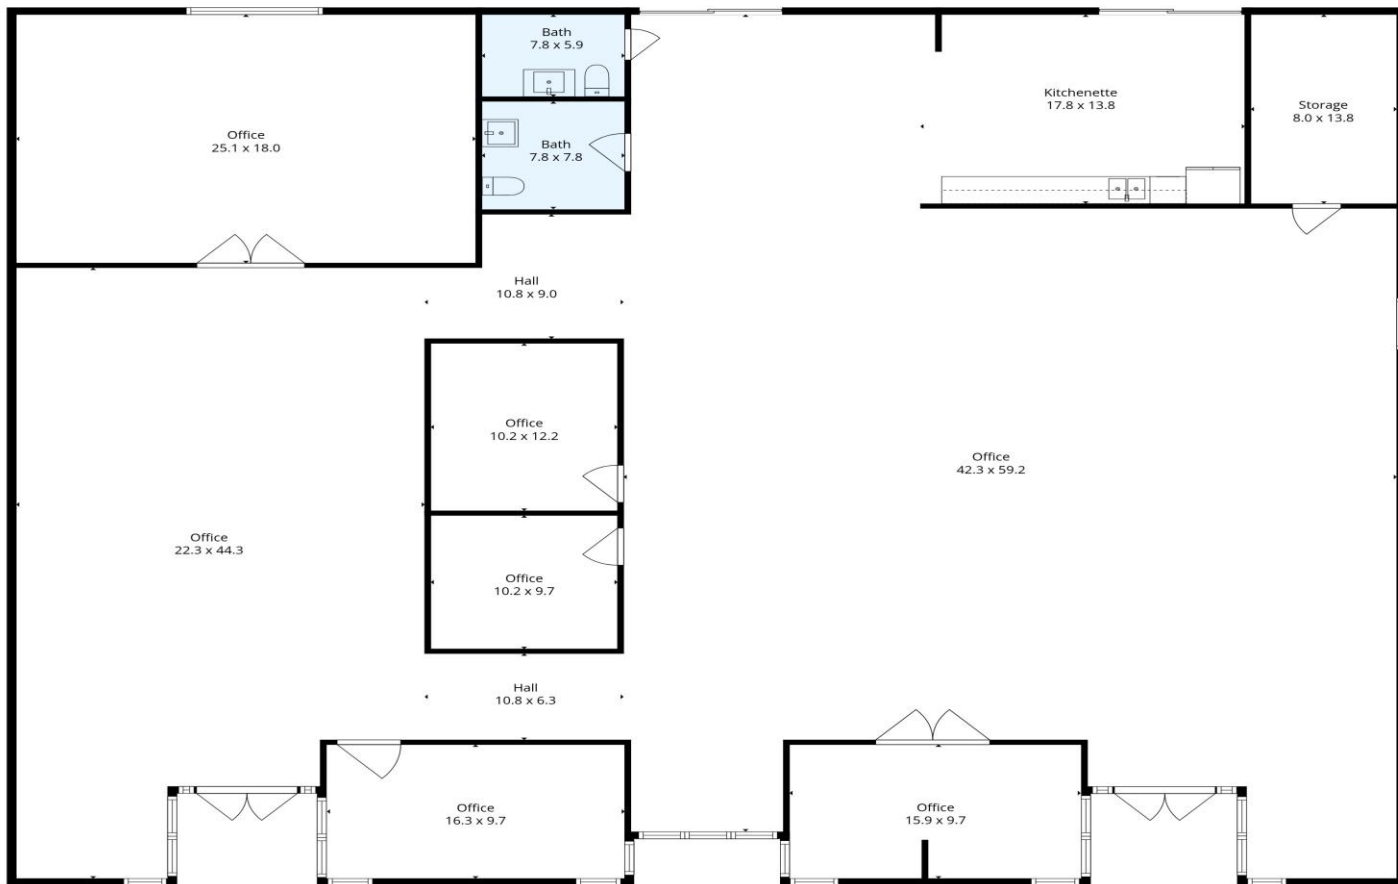 Bath
7.8 x 5.9
Office
25.1 x 18.0
Bath
7.8 x 7.8
Kitchenette
17.8 x 13.8
Storage
8.0 x 13.8
Hall
10.8 x 9.0
Office
10.2 x 12.2
Office
42.3 x 59.2
Office
22.3 x 44.3
Office
10.2 x 9.7
Hall
10.8 x 6.3
Office
16.3 x 9.7
Office
15.9 x 9.7